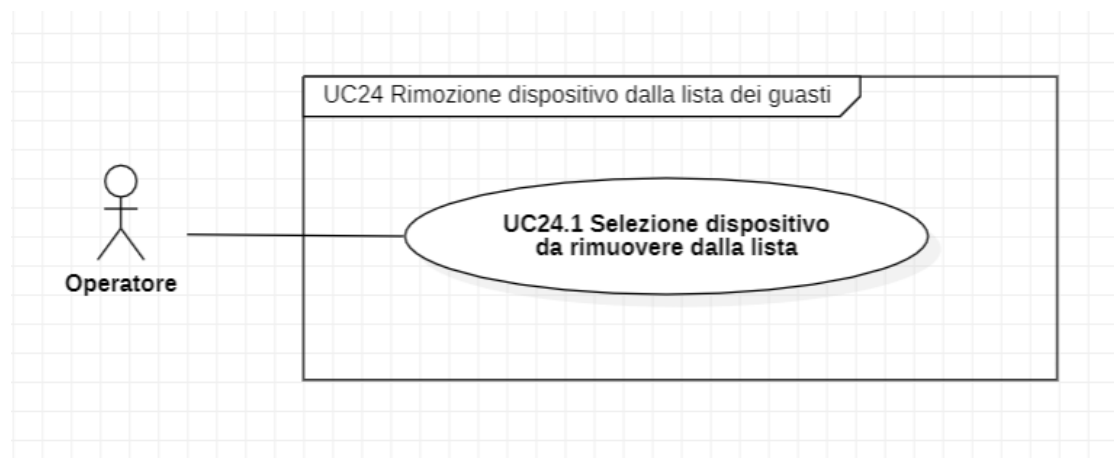 UC24 Rimozione dispositivo dalla lista dei guasti
UC24.1 Selezione dispositivo
da rimuovere dalla lista
Operatore